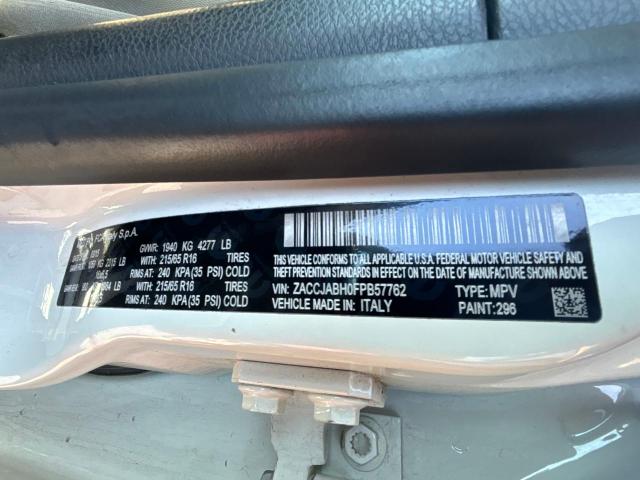 S.p.A.
GVWR: 1940 KG 4277 LB
WITH: 215/65 R16 TIRES
RIMS AT: 240 KPA(35 PSI) COLD
WITH: 215/65 R16 TIRES
RIMS AT: 240 KPA(35 PSI) COLD
THIS VEHICLE CONFORMS TO ALL APPLICABLE U.S.A. FEDERAL MOTOR VEHICLE SAFETY,
BUMPER, AND THEFT PREVENTION STANDARDS IN EFFECT ON THE DATE OF MANUFACTURE
SHOWN ABOVE.
VIN: ZACCJABH0FPB57762 TYPE: MPV
VEHICLE MADE IN: ITALY PAINT: 296